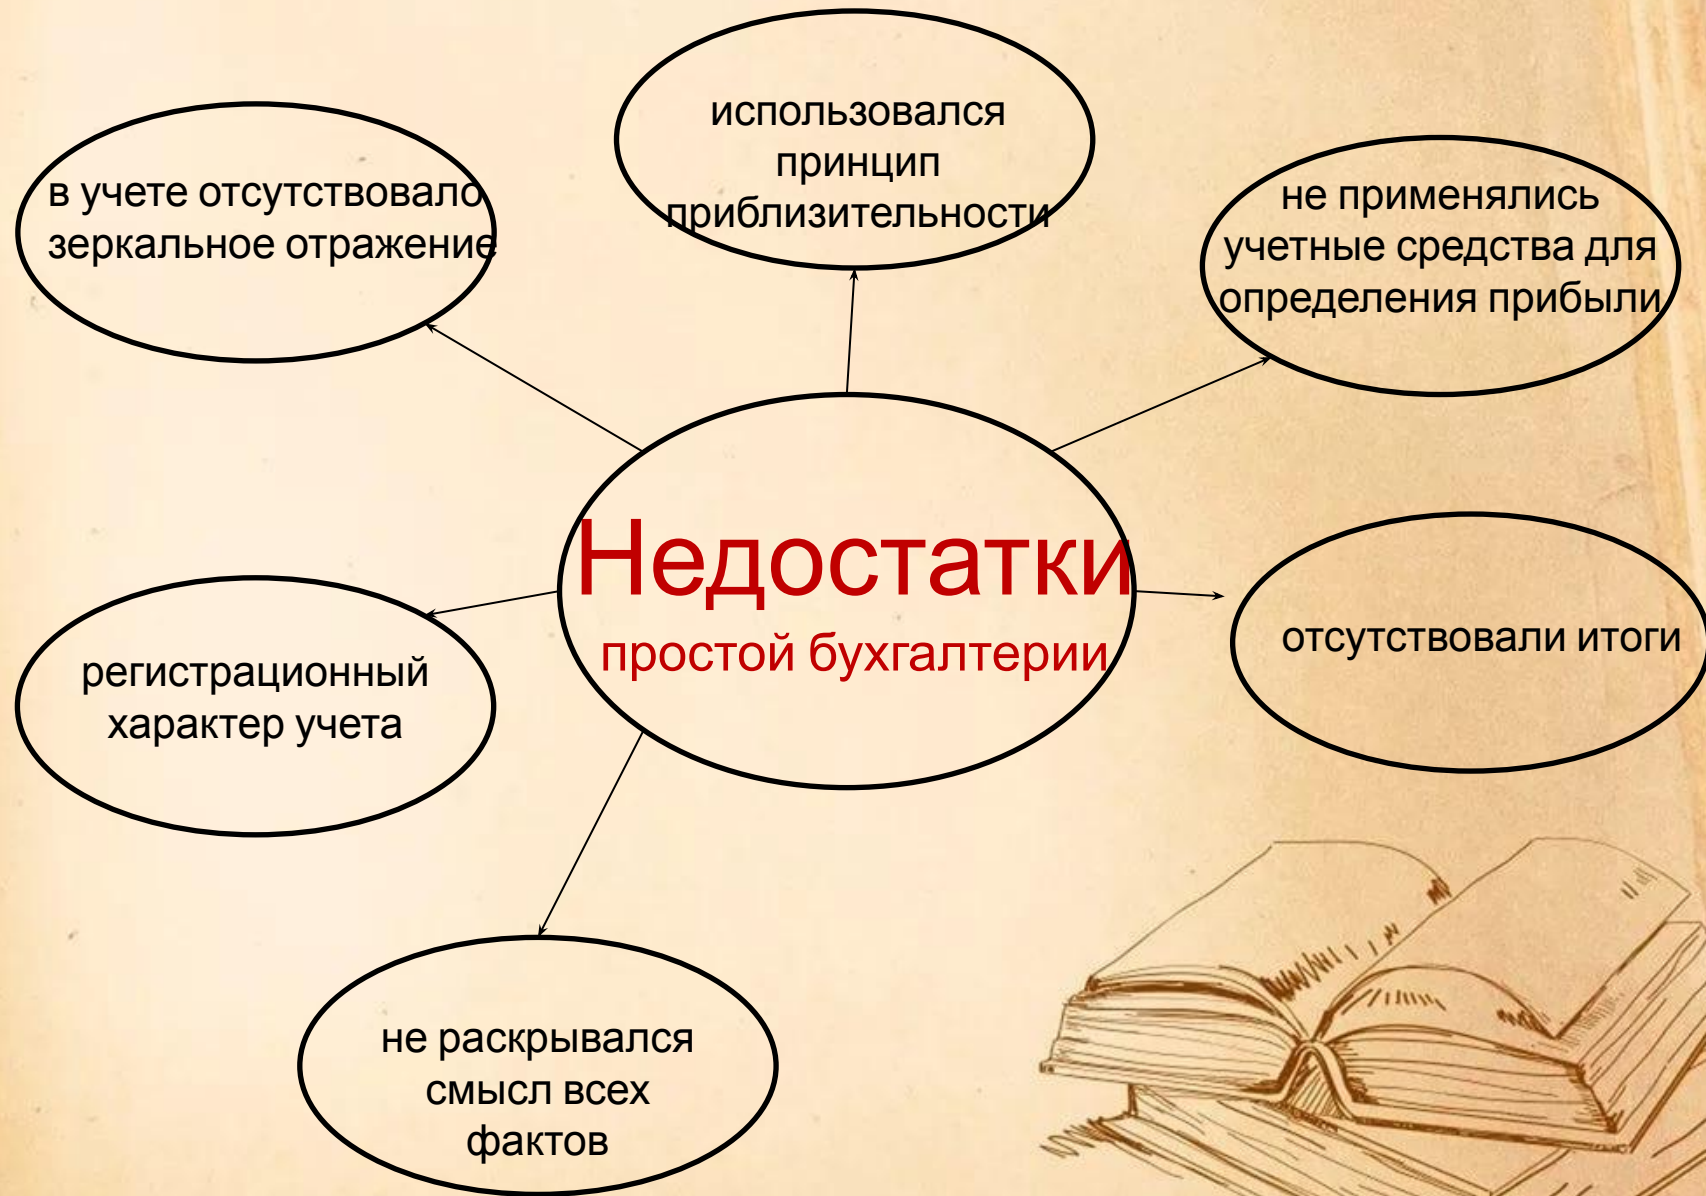 использовался
принцип
приблизительности
в учете отсутствовало
зеркальное отражение
не применялись
учетные средства для
определения прибыли
Недостатки
простой бухгалтерии
отсутствовали итоги
регистрационный
характер учета
не раскрывался
смысл всех
фактов